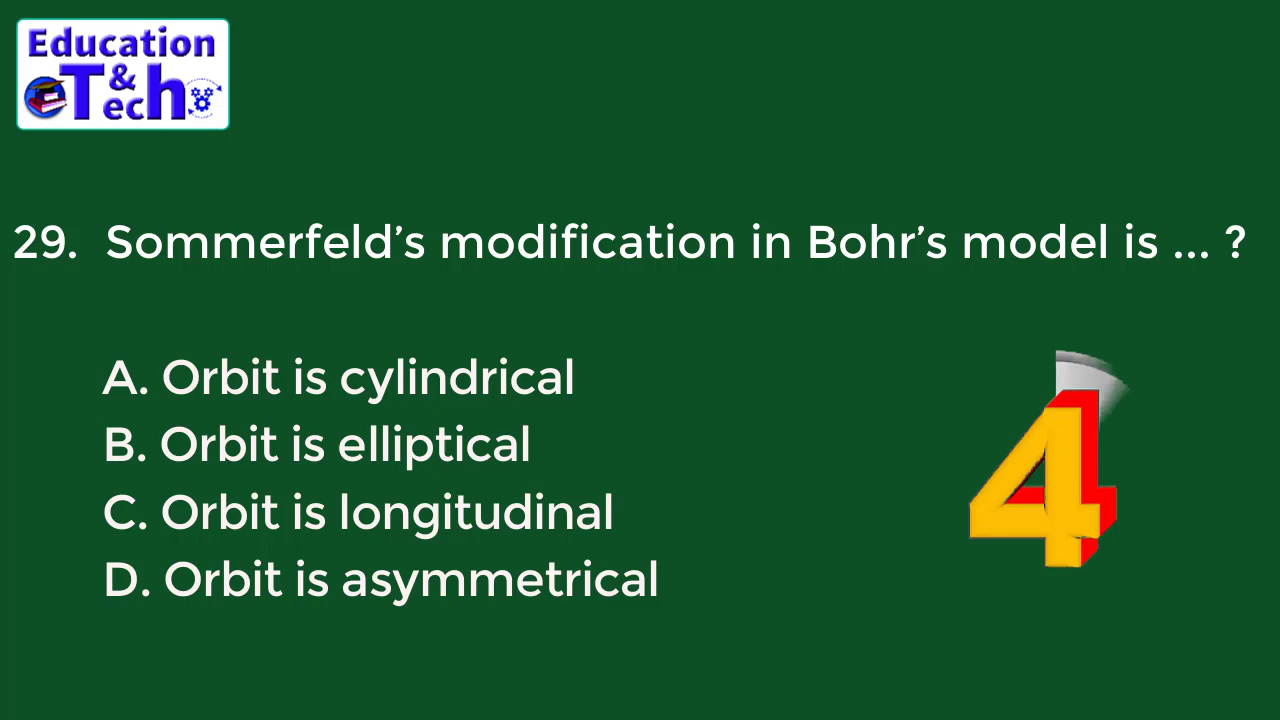 Education
& Tech
29. Sommerfeld’s modification in Bohr’s model is ... ?
A. Orbit is cylindrical
B. Orbit is elliptical
C. Orbit is longitudinal
D. Orbit is asymmetrical
4